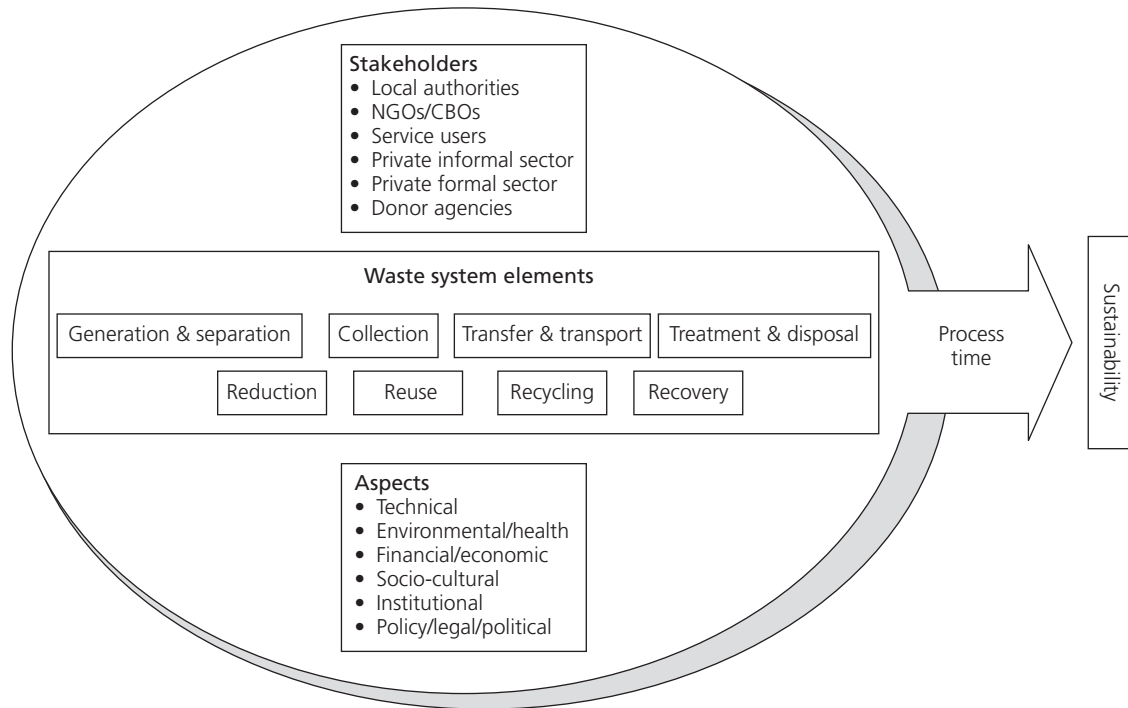 Stakeholders
• Local authorities
• NGOs/CBOs
• Service users
• Private informal sector
• Private formal sector
• Donor agencies
Waste system elements
Generation & separation
Collection
Transfer & transport
Treatment & disposal
Reduction
Reuse
Recycling
Recovery
Aspects
• Technical
• Environmental/health
• Financial/economic
• Socio-cultural
• Institutional
• Policy/legal/political
Process
time
Sustainability